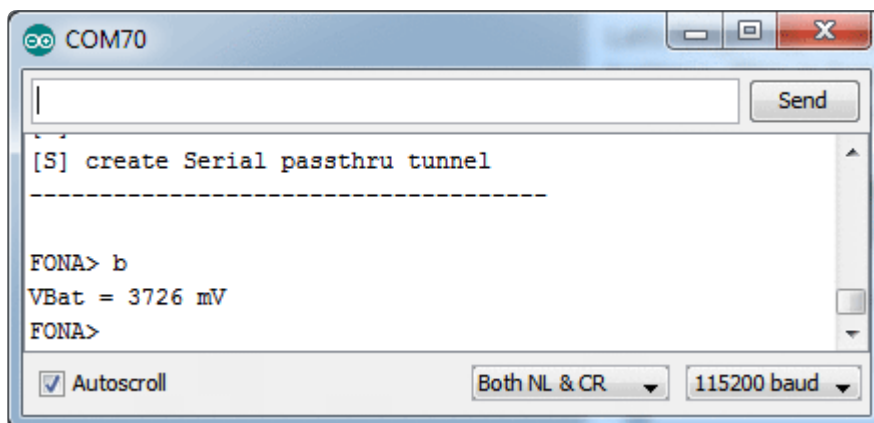 COM70
Send
[S] create Serial passthru tunnel
-------------------------------------
FONA> b
VBat = 3726 mV
FONA>
Autoscroll
Both NL & CR
115200 baud